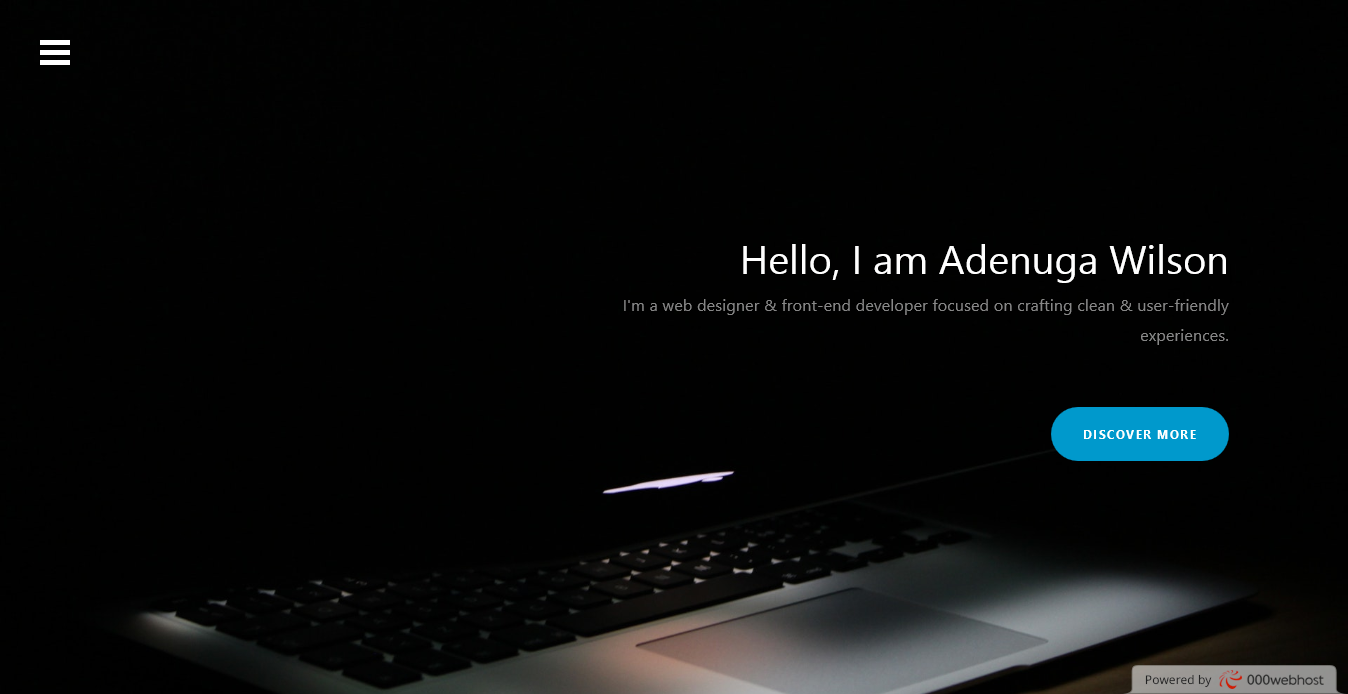 Hello, I am Adenuga Wilson
I'm a web designer & front-end developer focused on crafting clean & user-friendly
experiences.
DISCOVER MORE
Powered by 000webhost